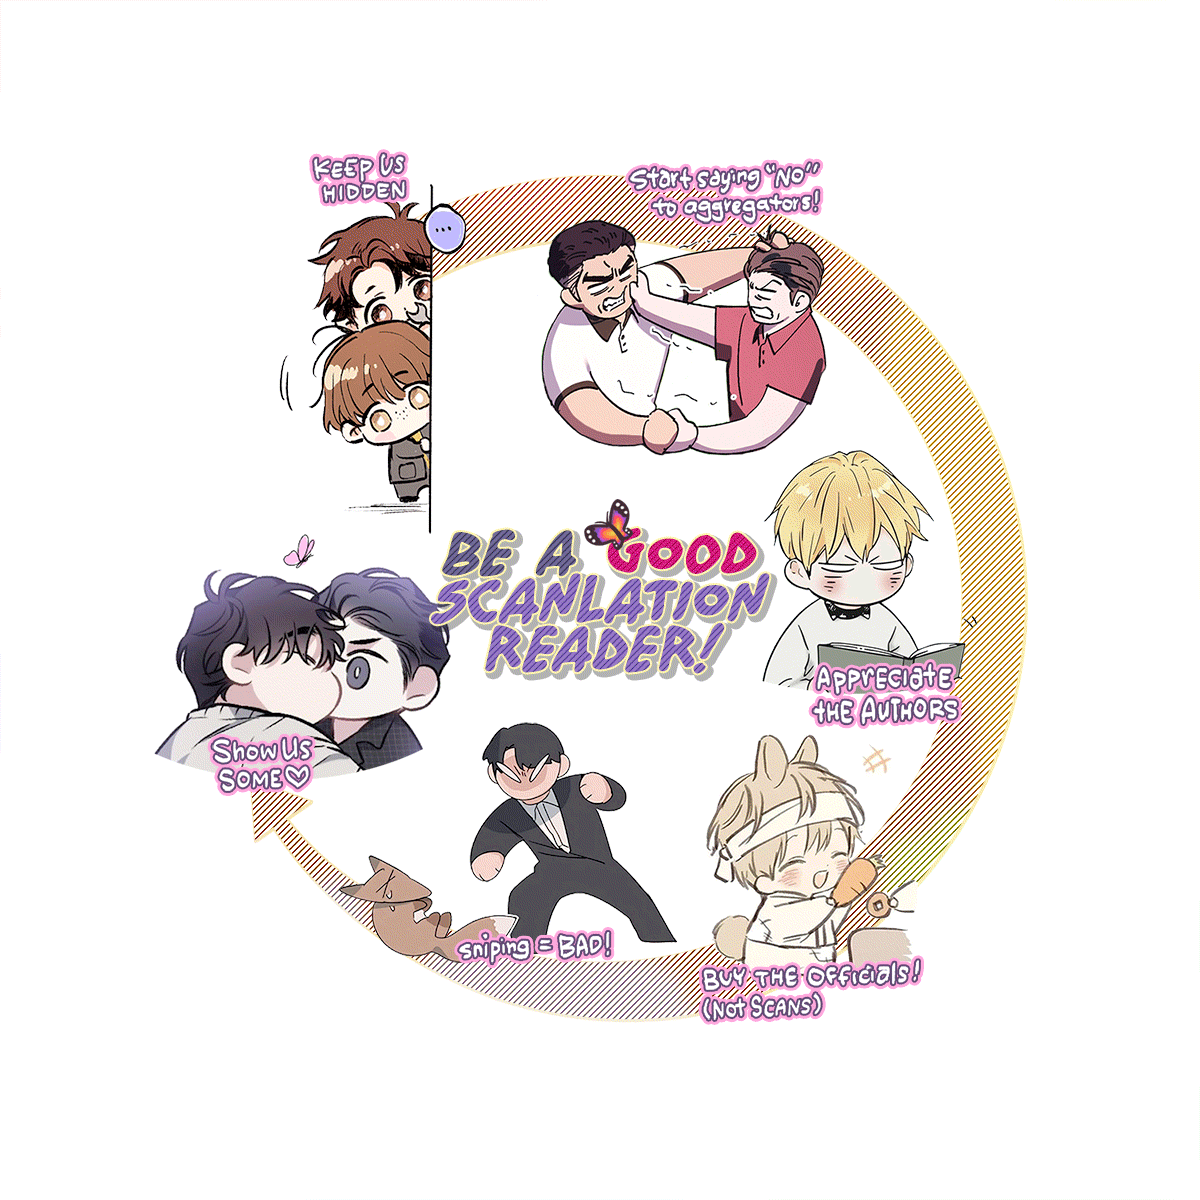 KEEP US
HIDDEN
...
Start saying "No"
to aggregators!
BE A GOOD
SCANLATION
READER!
APPRECIATE
tHE AUTHORS
Show Us
SOME ♡
sniping = BAD!
BUY THE OFFicials!
(NOT SCANS)